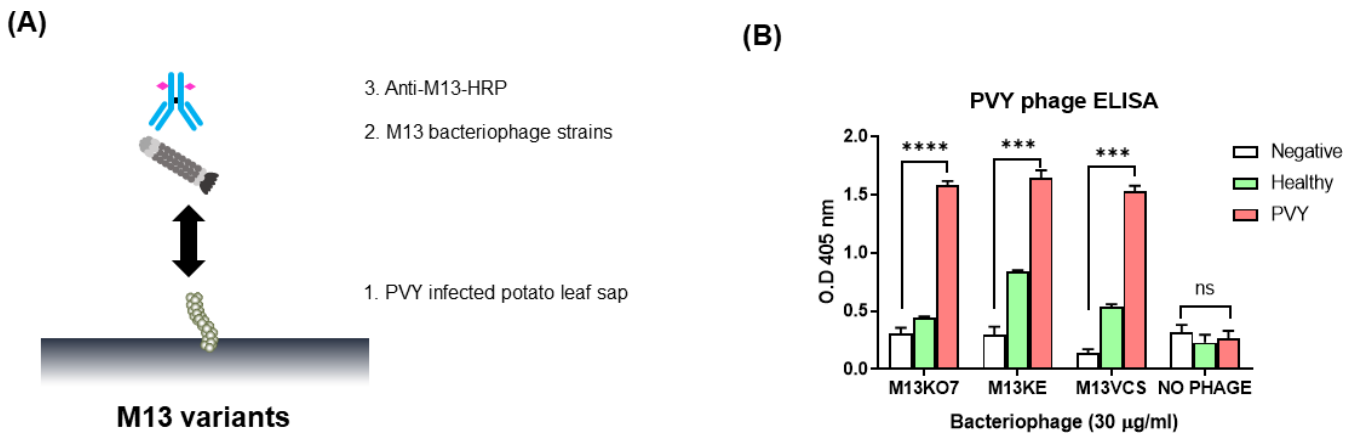 (A)
3. Anti-M13-HRP
2. M13 bacteriophage strains
1. PVY infected potato leaf sap
M13 variants
(B)
PVY phage ELISA
2.0
1.5
1.0
0.5
0.0
O.D 405 nm
****
***
***
ns
Negative
Healthy
PVY
M13KO7 M13KE M13VCS NO PHAGE
Bacteriophage (30 µg/ml)